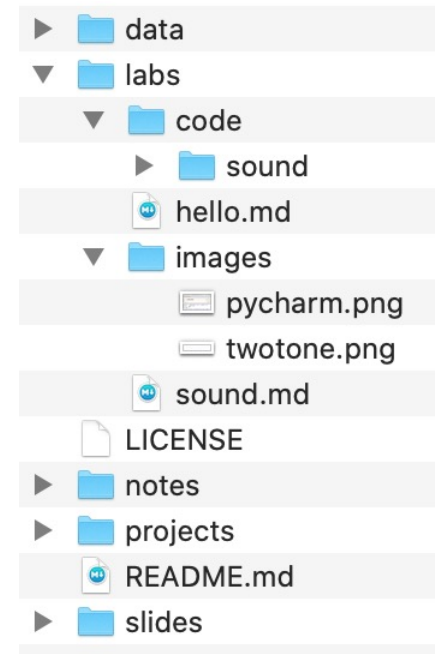 data
labs
code
sound
hello.md
images
pycharm.png
twotone.png
sound.md
LICENSE
notes
projects
README.md
slides